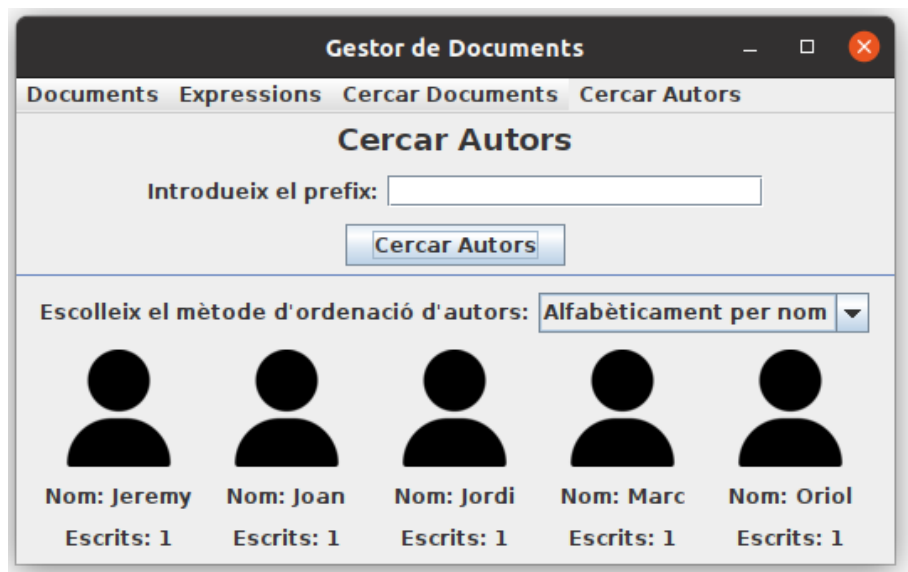 Gestor de Documents
Documents Expressions Cercar Documents Cercar Autors
Cercar Autors
Introdueix el prefix:
Cercar Autors
Escolleix el mètode d'ordenació d'autors: Alfabèticament per nom
Nom: Jeremy Nom: Joan Nom: Jordi Nom: Marc Nom: Oriol
Escrits: 1 Escrits: 1 Escrits: 1 Escrits: 1 Escrits: 1